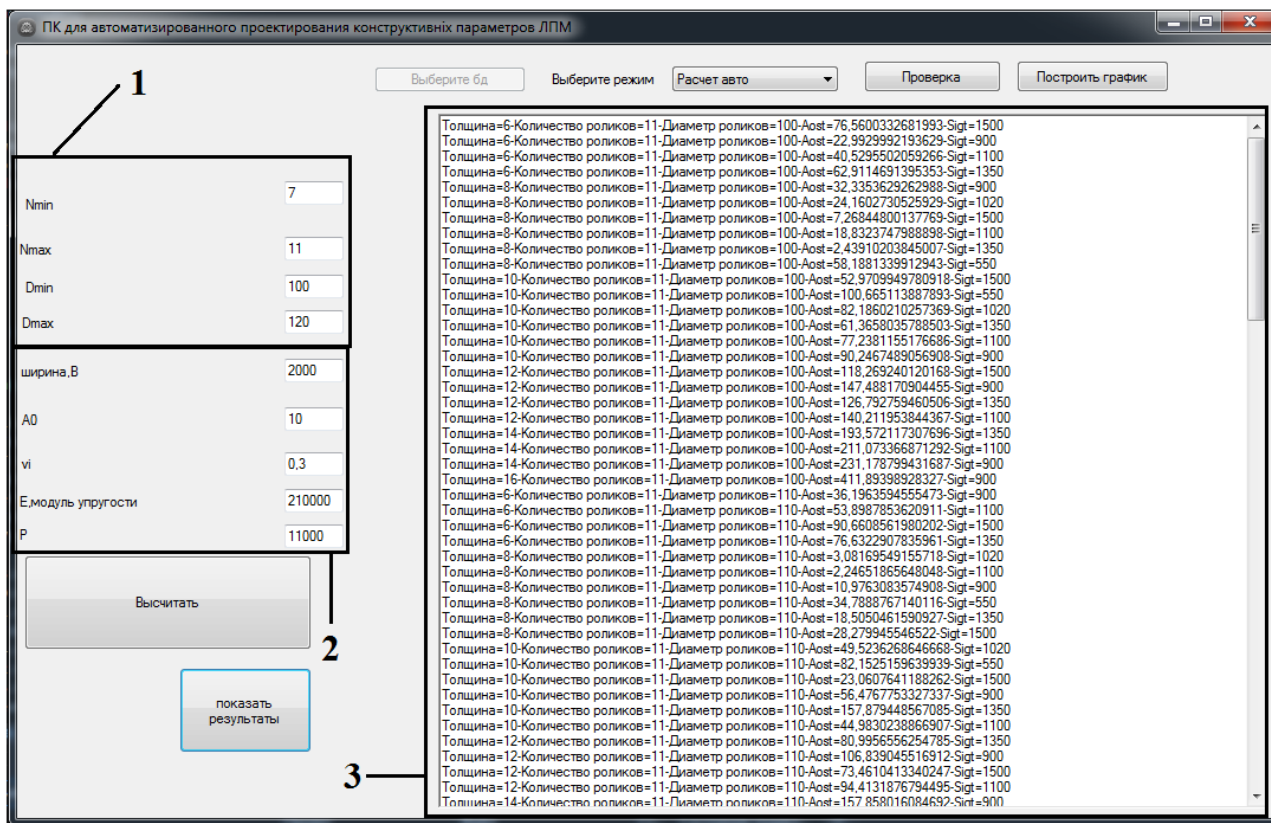 ПК для автоматизированного проектирования конструктивніх параметров ЛПМ
Выберите бд
Выберите режим
Расчет авто
Проверка
Построить график
1
Nmin
7
Nmax
11
Dmin
100
Dmax
120
ширина,B
2000
A0
10
vi
0,3
E,модуль упругости
210000
P
11000
Высчитать
2
показать
результаты
3
Толщина=6-Количество роликов=11-Диаметр роликов=100-Aost=76,5600332681993-Sigt=1500
Толщина=6-Количество роликов=11-Диаметр роликов=100-Aost=22,9929992193629-Sigt=900
Толщина=6-Количество роликов=11-Диаметр роликов=100-Aost=40,5295502059266-Sigt=1100
Толщина=6-Количество роликов=11-Диаметр роликов=100-Aost=62,9114691395353-Sigt=1350
Толщина=8-Количество роликов=11-Диаметр роликов=100-Aost=32,3353629262988-Sigt=900
Толщина=8-Количество роликов=11-Диаметр роликов=100-Aost=24,1602730525929-Sigt=1020
Толщина=8-Количество роликов=11-Диаметр роликов=100-Aost=7,26844800137769-Sigt=1500
Толщина=8-Количество роликов=11-Диаметр роликов=100-Aost=18,8323747988898-Sigt=1100
Толщина=8-Количество роликов=11-Диаметр роликов=100-Aost=2,43910203845007-Sigt=1350
Толщина=8-Количество роликов=11-Диаметр роликов=100-Aost=58,1881339912943-Sigt=550
Толщина=10-Количество роликов=11-Диаметр роликов=100-Aost=52,9709949780918-Sigt=1500
Толщина=10-Количество роликов=11-Диаметр роликов=100-Aost=100,665113887893-Sigt=550
Толщина=10-Количество роликов=11-Диаметр роликов=100-Aost=82,1860210257369-Sigt=1020
Толщина=10-Количество роликов=11-Диаметр роликов=100-Aost=61,3658035788503-Sigt=1350
Толщина=10-Количество роликов=11-Диаметр роликов=100-Aost=77,2381155176686-Sigt=1100
Толщина=10-Количество роликов=11-Диаметр роликов=100-Aost=90,2467489056908-Sigt=900
Толщина=12-Количество роликов=11-Диаметр роликов=100-Aost=118,269240120168-Sigt=1500
Толщина=12-Количество роликов=11-Диаметр роликов=100-Aost=147,488170904455-Sigt=900
Толщина=12-Количество роликов=11-Диаметр роликов=100-Aost=126,792759460506-Sigt=1350
Толщина=12-Количество роликов=11-Диаметр роликов=100-Aost=140,211953844367-Sigt=1100
Толщина=14-Количество роликов=11-Диаметр роликов=100-Aost=193,572117307696-Sigt=1350
Толщина=14-Количество роликов=11-Диаметр роликов=100-Aost=211,073366871292-Sigt=1100
Толщина=14-Количество роликов=11-Диаметр роликов=100-Aost=231,178799431687-Sigt=900
Толщина=16-Количество роликов=11-Диаметр роликов=100-Aost=411,89398928327-Sigt=900
Толщина=6-Количество роликов=11-Диаметр роликов=110-Aost=36,1963594555473-Sigt=900
Толщина=6-Количество роликов=11-Диаметр роликов=110-Aost=53,8987853620911-Sigt=1100
Толщина=6-Количество роликов=11-Диаметр роликов=110-Aost=90,6608561980202-Sigt=1500
Толщина=6-Количество роликов=11-Диаметр роликов=110-Aost=76,6322907835961-Sigt=1350
Толщина=8-Количество роликов=11-Диаметр роликов=110-Aost=3,08169549155718-Sigt=1020
Толщина=8-Количество роликов=11-Диаметр роликов=110-Aost=2,24651865648048-Sigt=1100
Толщина=8-Количество роликов=11-Диаметр роликов=110-Aost=10,9763083574908-Sigt=900
Толщина=8-Количество роликов=11-Диаметр роликов=110-Aost=34,7888767140116-Sigt=550
Толщина=8-Количество роликов=11-Диаметр роликов=110-Aost=18,5050461590927-Sigt=1350
Толщина=8-Количество роликов=11-Диаметр роликов=110-Aost=28,279945546522-Sigt=1500
Толщина=10-Количество роликов=11-Диаметр роликов=110-Aost=49,5236268646668-Sigt=1020
Толщина=10-Количество роликов=11-Диаметр роликов=110-Aost=82,1525159639939-Sigt=550
Толщина=10-Количество роликов=11-Диаметр роликов=110-Aost=23,0607641188262-Sigt=1500
Толщина=10-Количество роликов=11-Диаметр роликов=110-Aost=56,4767753327337-Sigt=900
Толщина=10-Количество роликов=11-Диаметр роликов=110-Aost=157,879448567085-Sigt=1350
Толщина=10-Количество роликов=11-Диаметр роликов=110-Aost=44,9830238866907-Sigt=1100
Толщина=12-Количество роликов=11-Диаметр роликов=110-Aost=80,9956556254785-Sigt=1350
Толщина=12-Количество роликов=11-Диаметр роликов=110-Aost=106,839045516912-Sigt=900
Толщина=12-Количество роликов=11-Диаметр роликов=110-Aost=73,4610413340247-Sigt=1500
Толщина=12-Количество роликов=11-Диаметр роликов=110-Aost=94,4131876794495-Sigt=1100
Толщина=14-Количество роликов=11-Диаметр роликов=110-Aost=157,858016084692-Sigt=900